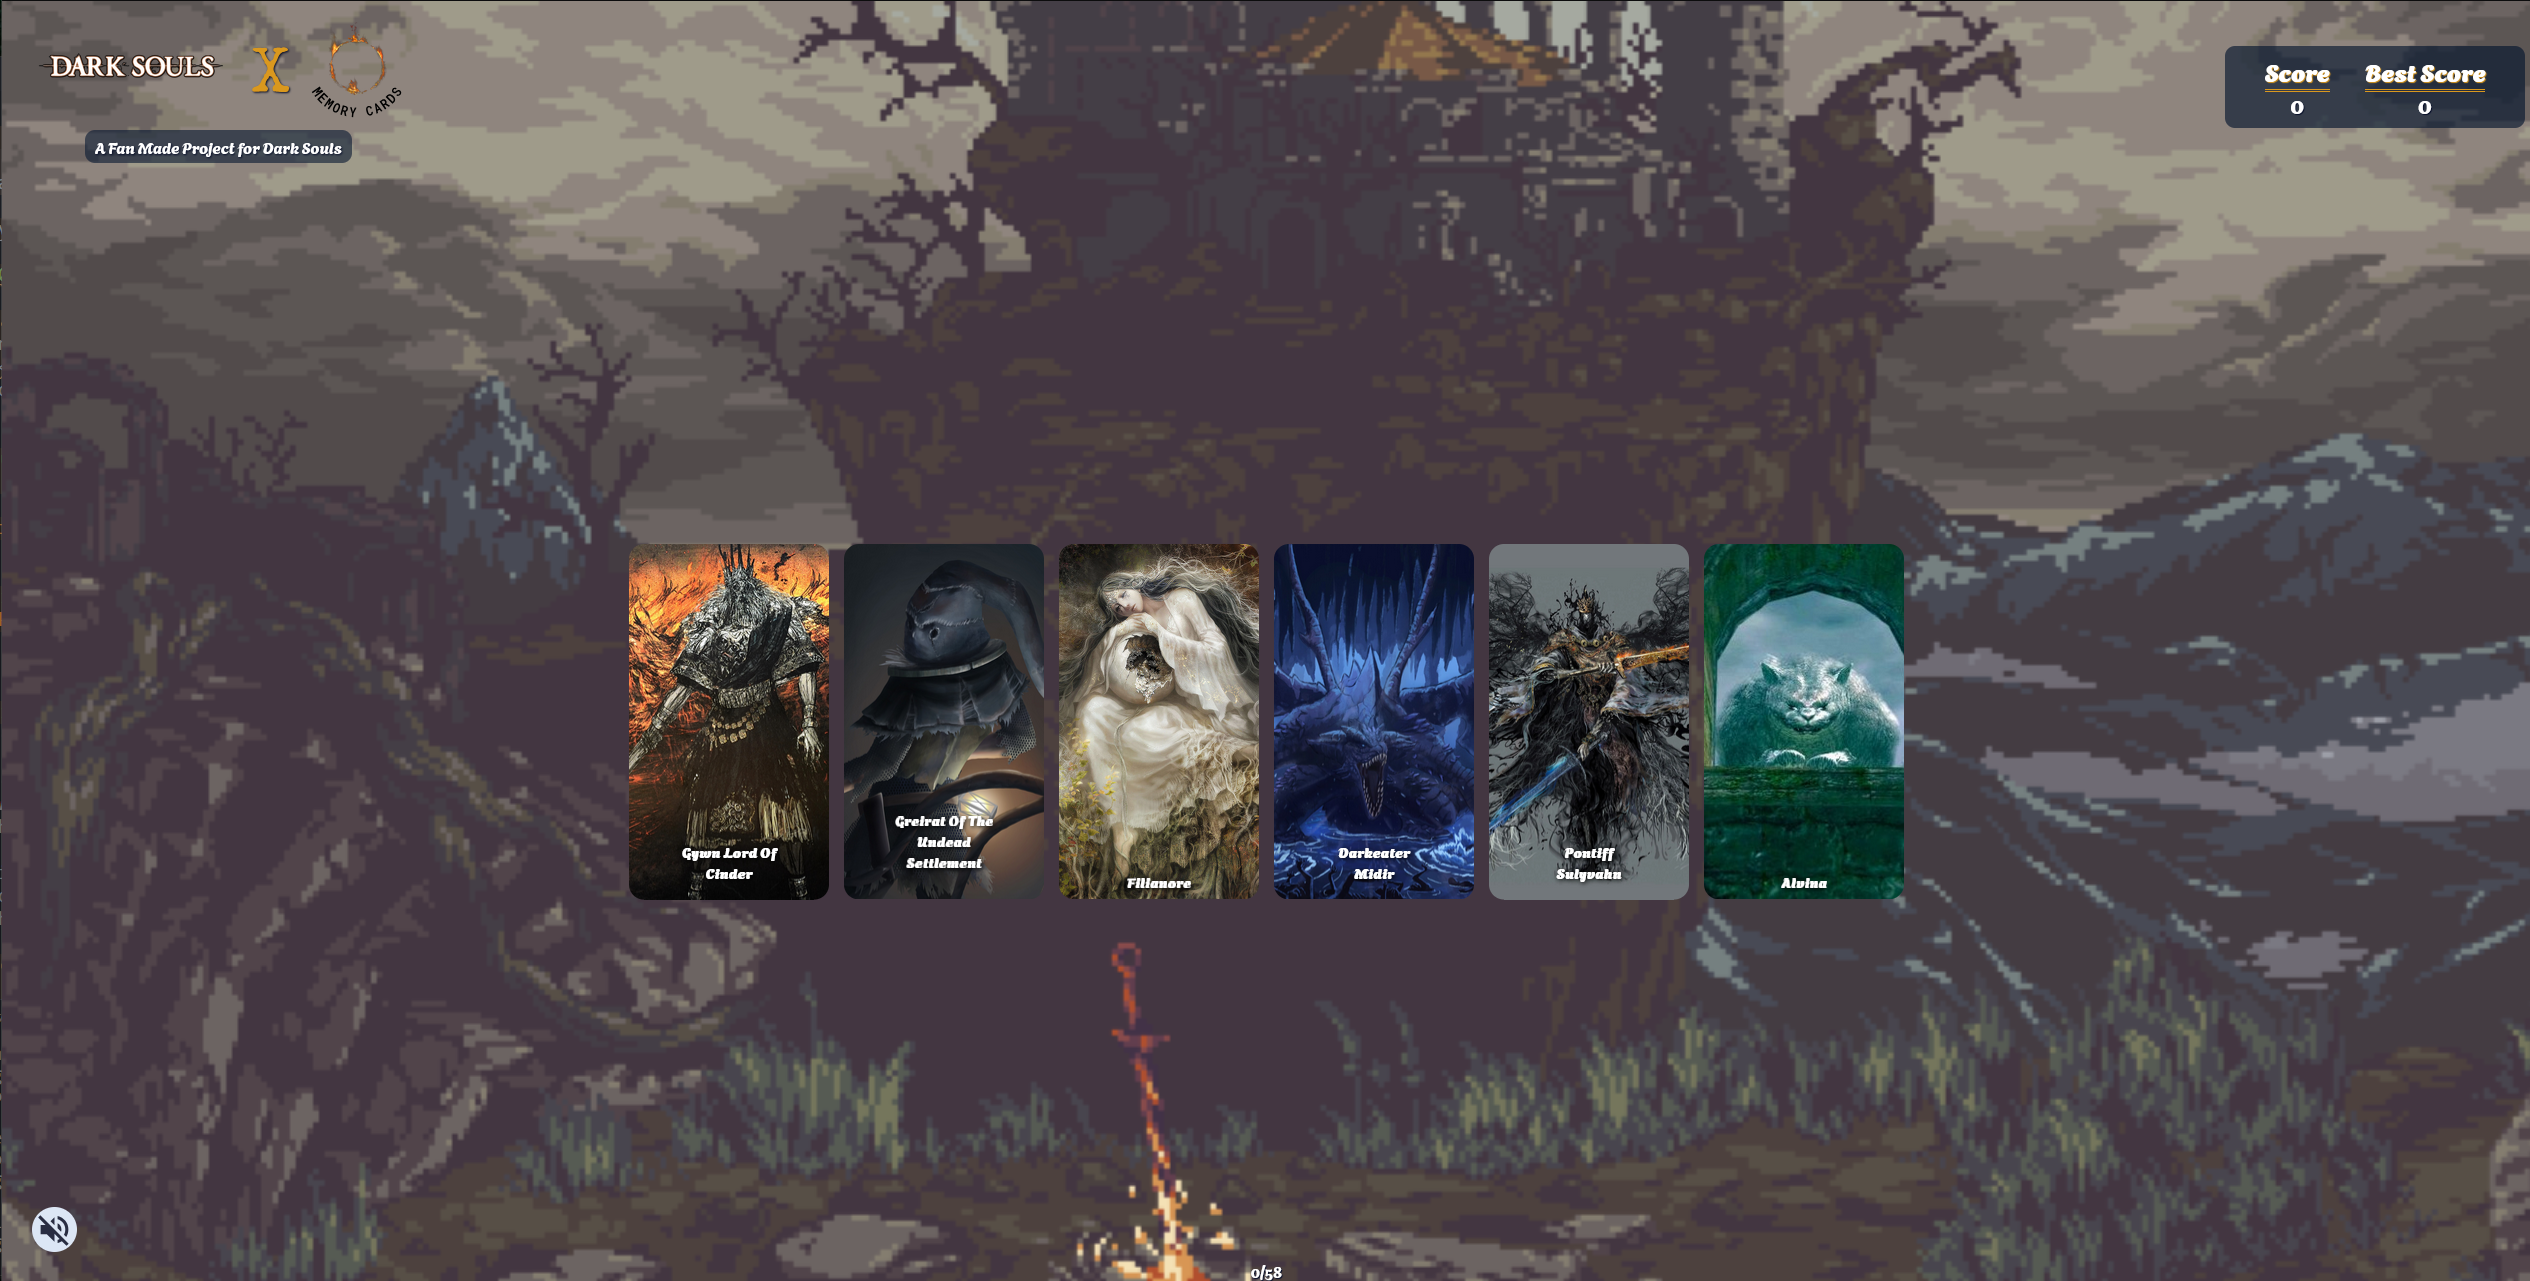 DARK SOULS
X
MEMORY CARDS
A Fan Made Project for Dark Souls
Score
Best Score
0
0
Gywn Lord Of
Cinder
Greirat Of The
Undead
Settlement
Filianore
Darkeater
Midir
Pontiff
Sulyvahn
Alvina
0/58